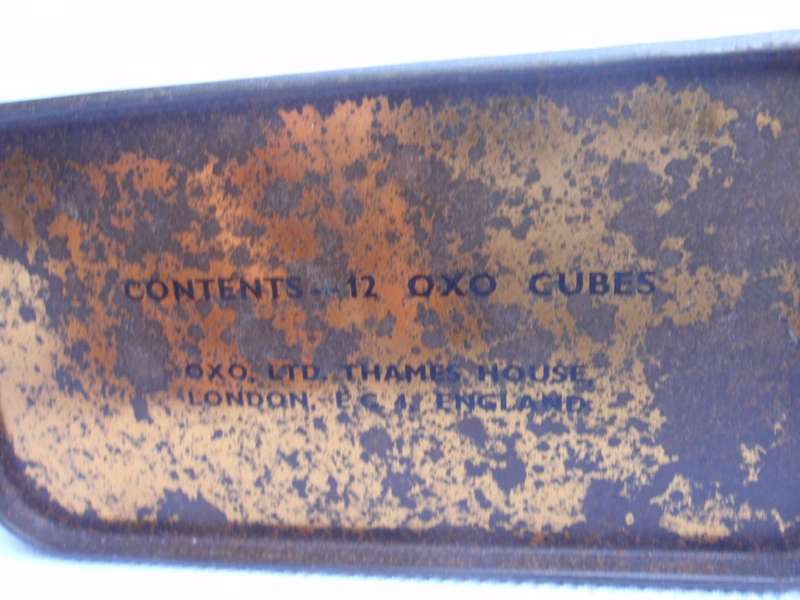 CONTENTS--12 OXO CUBES
OXO, LTD. THAMES HOUSE,
LONDON, E.C.4. ENGLAND